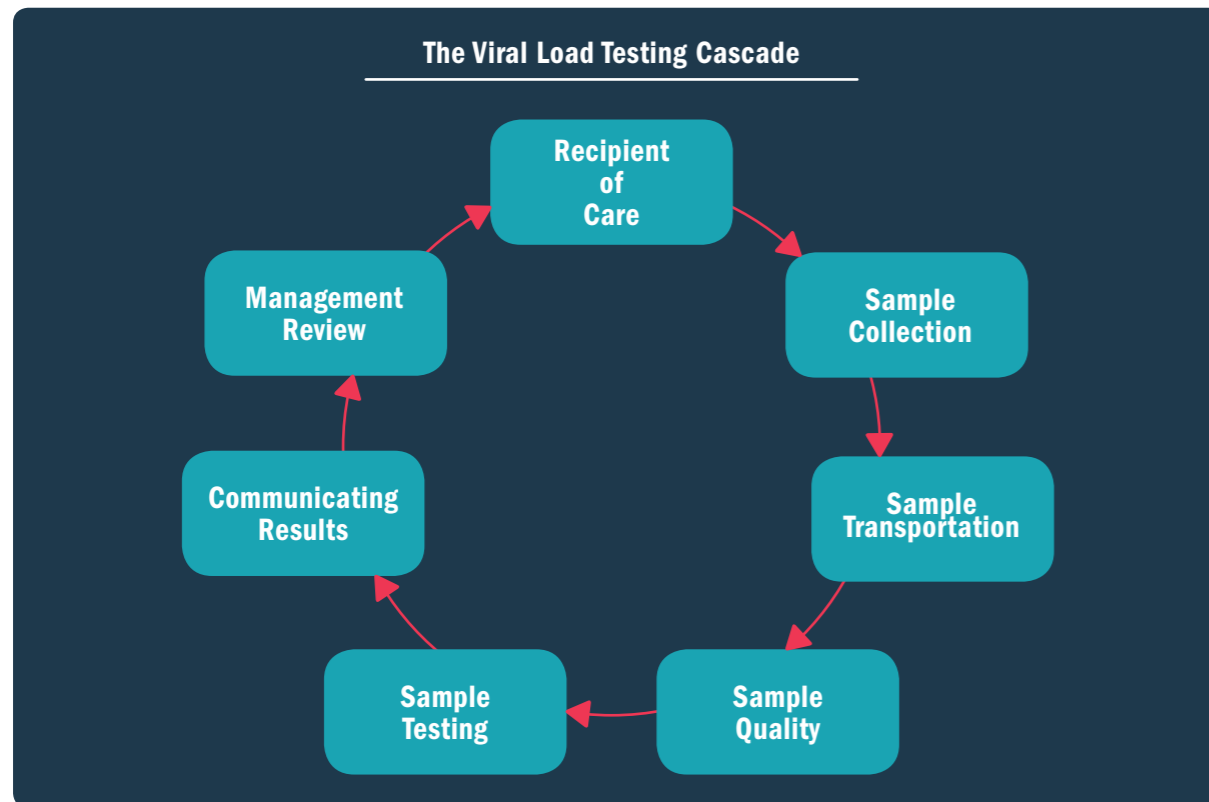 The Viral Load Testing Cascade
Recipient
of
Care
Sample
Collection
Sample
Transportation
Sample
Quality
Sample
Testing
Communicating
Results
Management
Review